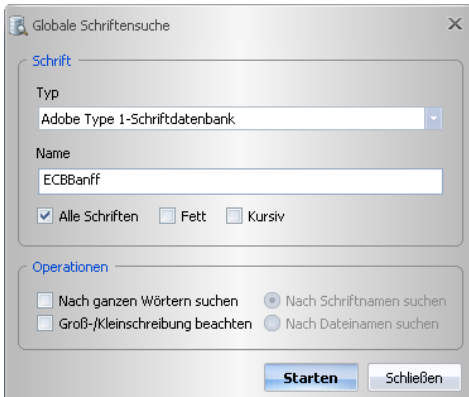 Globale Schriftensuche
Schrift
Typ
Adobe Type 1-Schriftdatenbank
Name
ECBBanff
Alle Schriften Fett Kursiv
Operationen
Nach ganzen Wörtern suchen Nach Schriftnamen suchen
Groß-/Kleinschreibung beachten Nach Dateinamen suchen
Starten Schließen